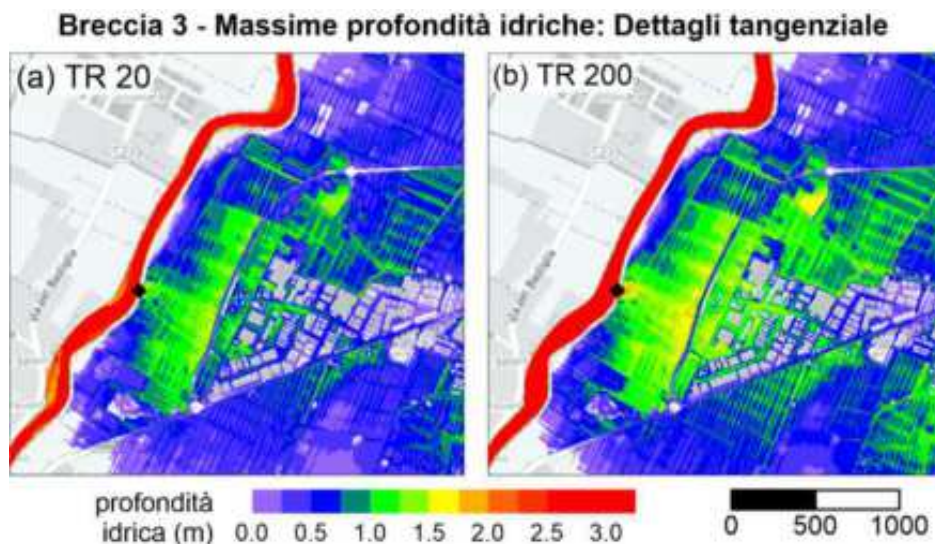 Breccia 3 - Massime profondità idriche: Dettagli tangenziale
(a) TR 20
(b) TR 200
profondità
idrica (m)
0.0 0.5 1.0 1.5 2.0 2.5 3.0
0 500 1000